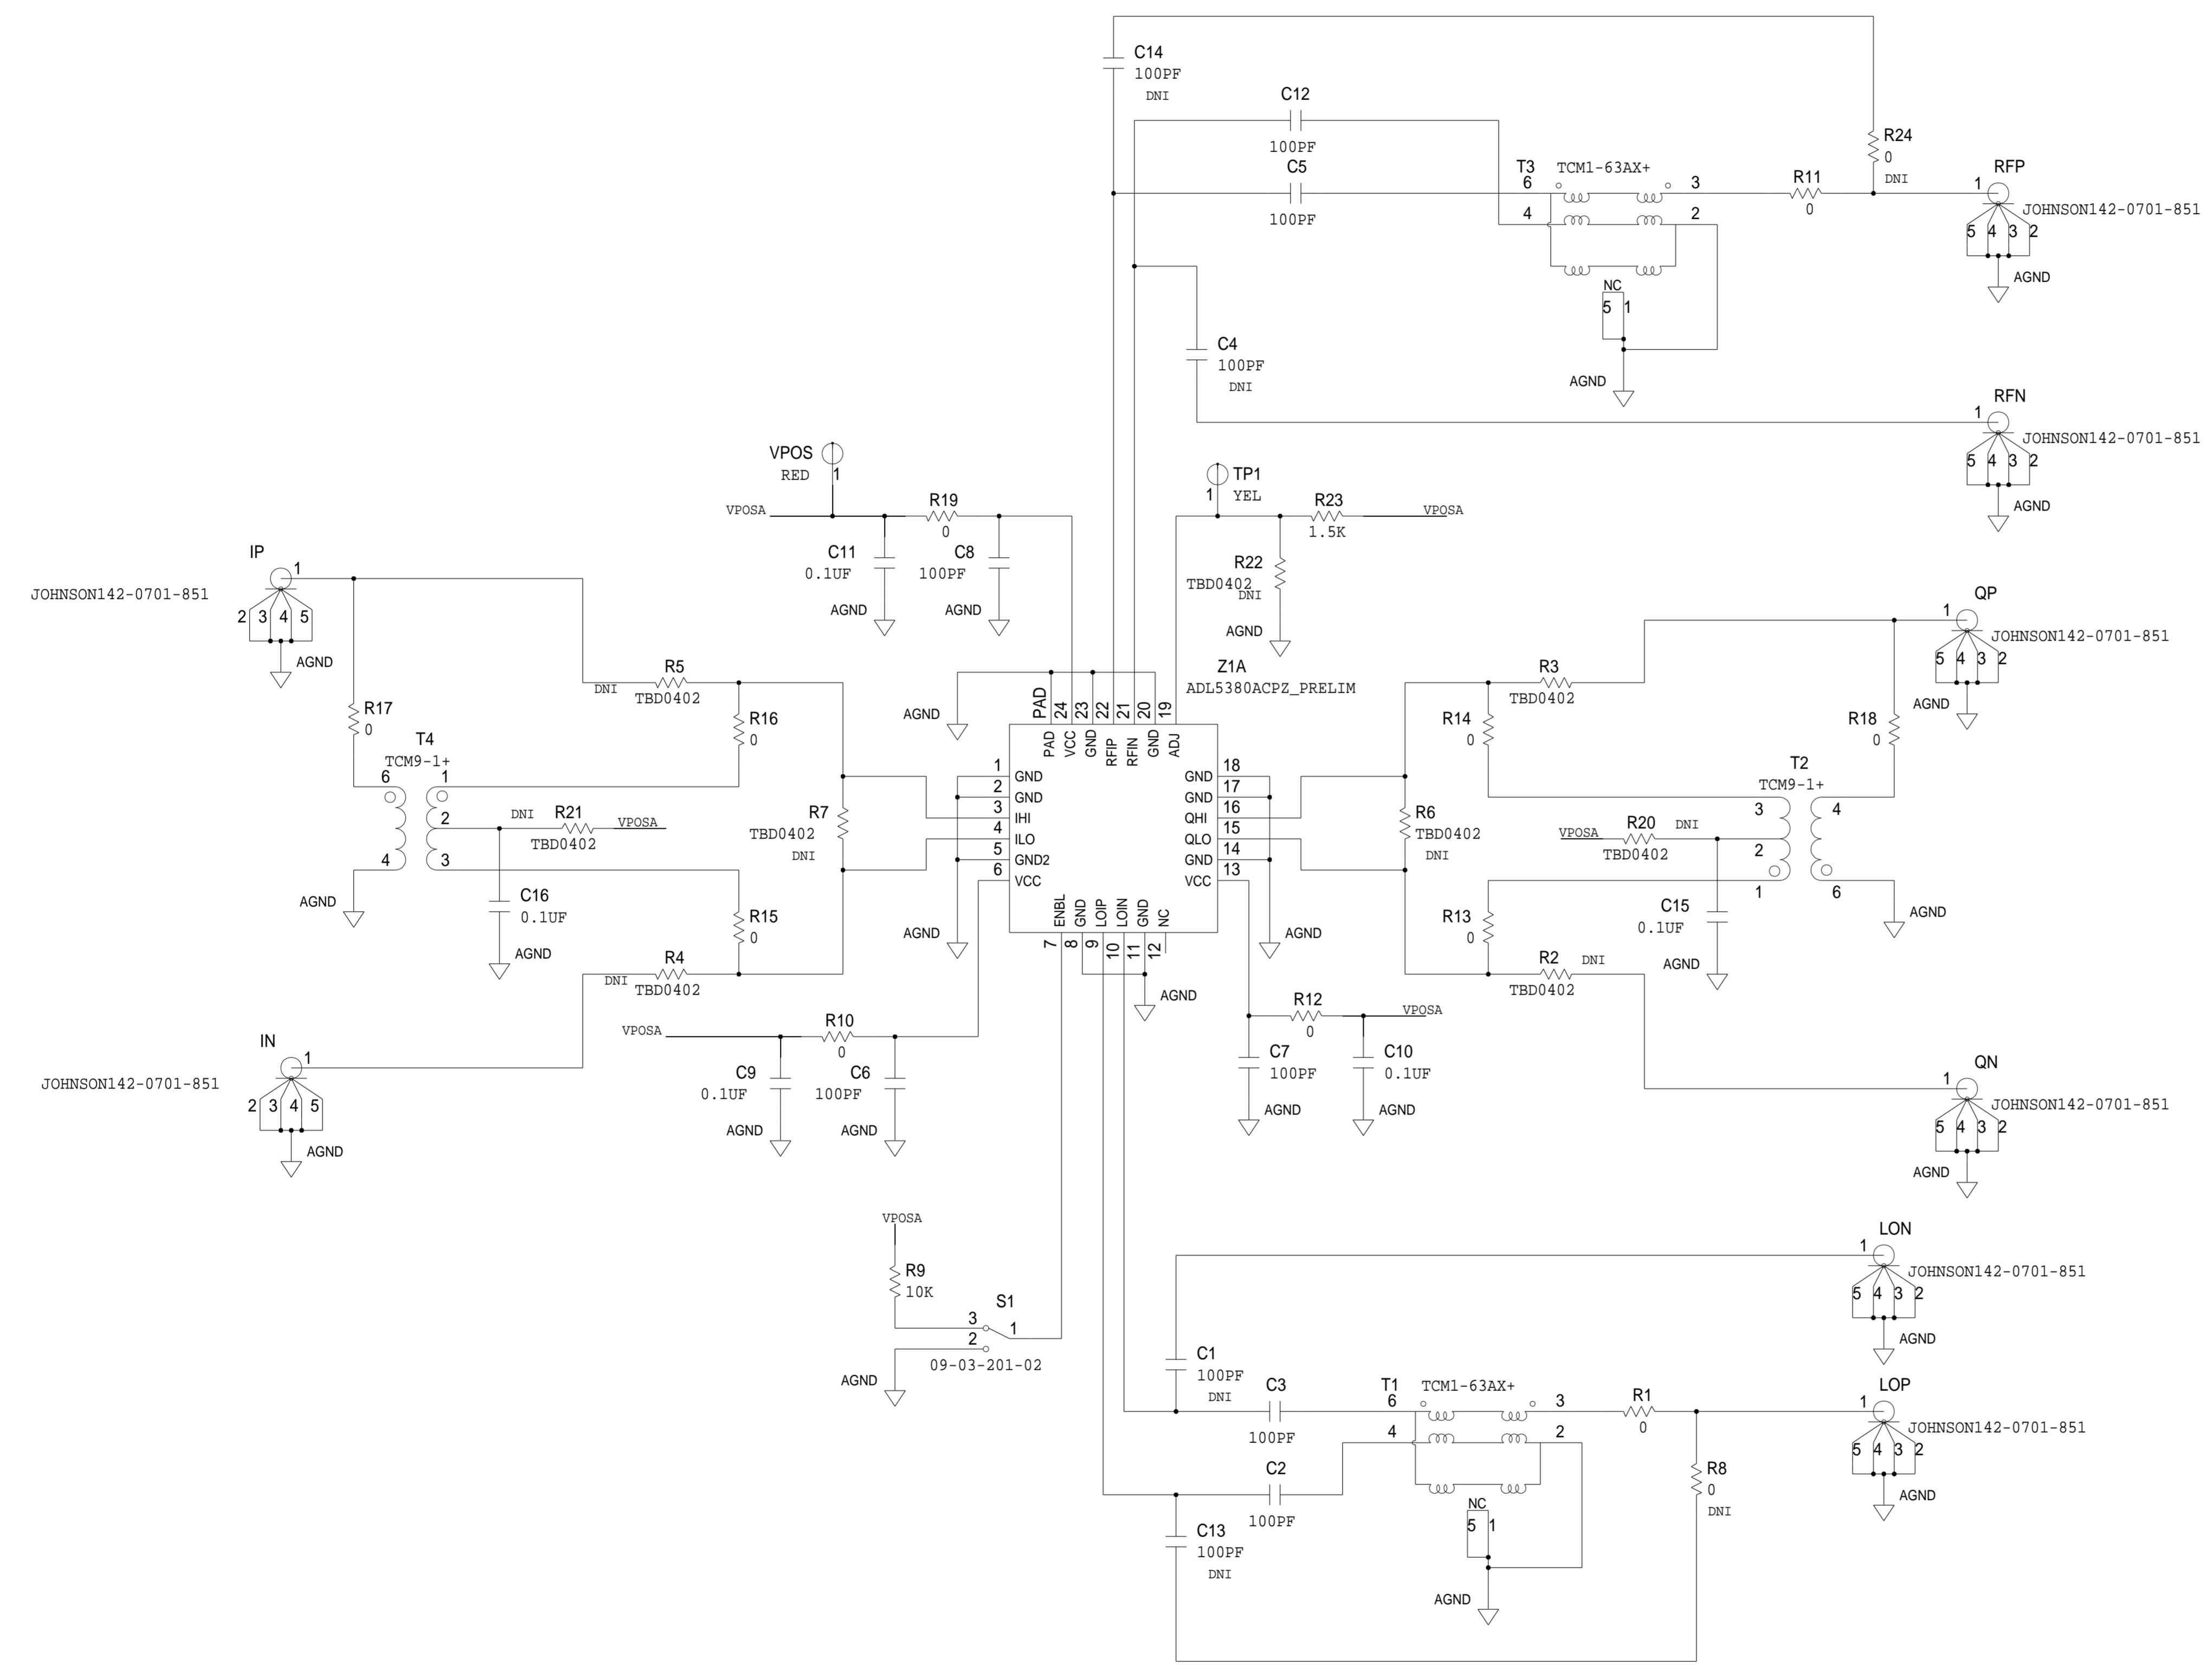 C14
100PF
DNI
C12
100PF
C5
100PF
T3
TCM1-63AX+
6
3
4
2
NC
5 1
AGND
R11
0
R24
0
DNI
RFP
1
JOHNSON142-0701-851
5 4 3 2
AGND
C4
100PF
DNI
RFN
1
JOHNSON142-0701-851
5 4 3 2
AGND
VPOS
RED
1
VPOSA
R19
0
C11
0.1UF
AGND
C8
100PF
AGND
TP1
YEL
1
R23
1.5K
VPOSA
R22
TBD0402
DNI
AGND
IP
1
JOHNSON142-0701-851
2 3 4 5
AGND
R17
0
T4
TCM9-1+
6
1
2
4
3
AGND
DNI
R21
TBD0402
VPOSA
C16
0.1UF
AGND
DNI
R5
TBD0402
R16
0
R7
TBD0402
DNI
R15
0
DNI
R4
TBD0402
IN
1
JOHNSON142-0701-851
2 3 4 5
AGND
Z1A
ADL5380ACPZ_PRELIM
AGND
PAD 24 23 22 21 20 19
PAD VCC GND RFIP RFIN GND ADJ
1 GND
2 GND
3 IHI
4 ILO
5 GND2
6 VCC
GND 18
GND 17
QHI 16
QLO 15
GND 14
VCC 13
ENBL GND LOIP LOIN GND NC
7 8 9 10 11 12
AGND
AGND
AGND
R3
TBD0402
R14
0
R6
TBD0402
DNI
R13
0
R2
DNI
TBD0402
QP
1
JOHNSON142-0701-851
5 4 3 2
AGND
R18
0
T2
TCM9-1+
3
4
2
1
6
AGND
VPOSA
R20
DNI
TBD0402
C15
0.1UF
AGND
QN
1
JOHNSON142-0701-851
5 4 3 2
AGND
VPOSA
R10
0
C9
0.1UF
AGND
C6
100PF
AGND
R12
0
VPOSA
C7
100PF
AGND
C10
0.1UF
AGND
VPOSA
R9
10K
S1
3
1
2
09-03-201-02
AGND
LON
1
JOHNSON142-0701-851
5 4 3 2
AGND
C1
100PF
DNI
C3
100PF
T1
TCM1-63AX+
6
3
4
2
NC
5 1
AGND
C2
100PF
C13
100PF
DNI
R1
0
R8
0
DNI
LOP
1
JOHNSON142-0701-851
5 4 3 2
AGND